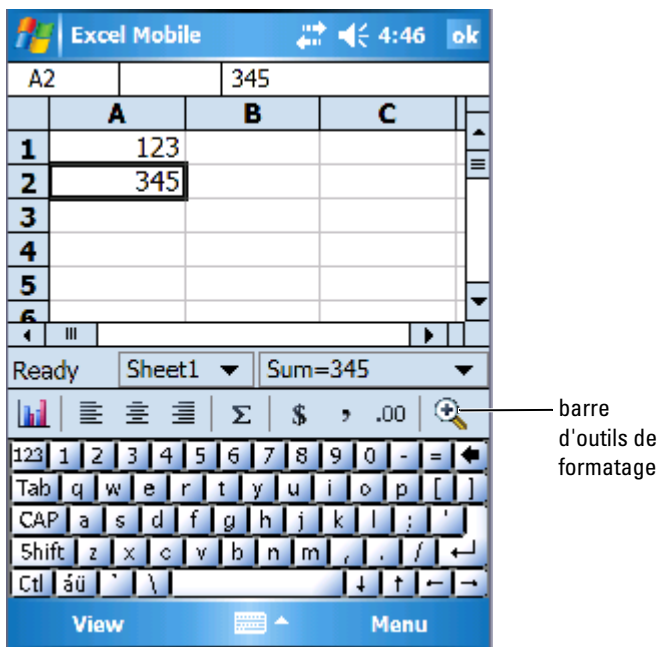 Excel Mobile 4:46 ok
A2 345
A B C
1 123
2 345
3
4
5
6
Ready Sheet1 Sum=345
Σ $ , .00
barre
d'outils de
formatage
123 1 2 3 4 5 6 7 8 9 0 - =
Tab q w e r t y u i o p [ ]
CAP a s d f g h j k l ; '
Shift z x c v b n m , . /
Ctl áü ` \
View Menu